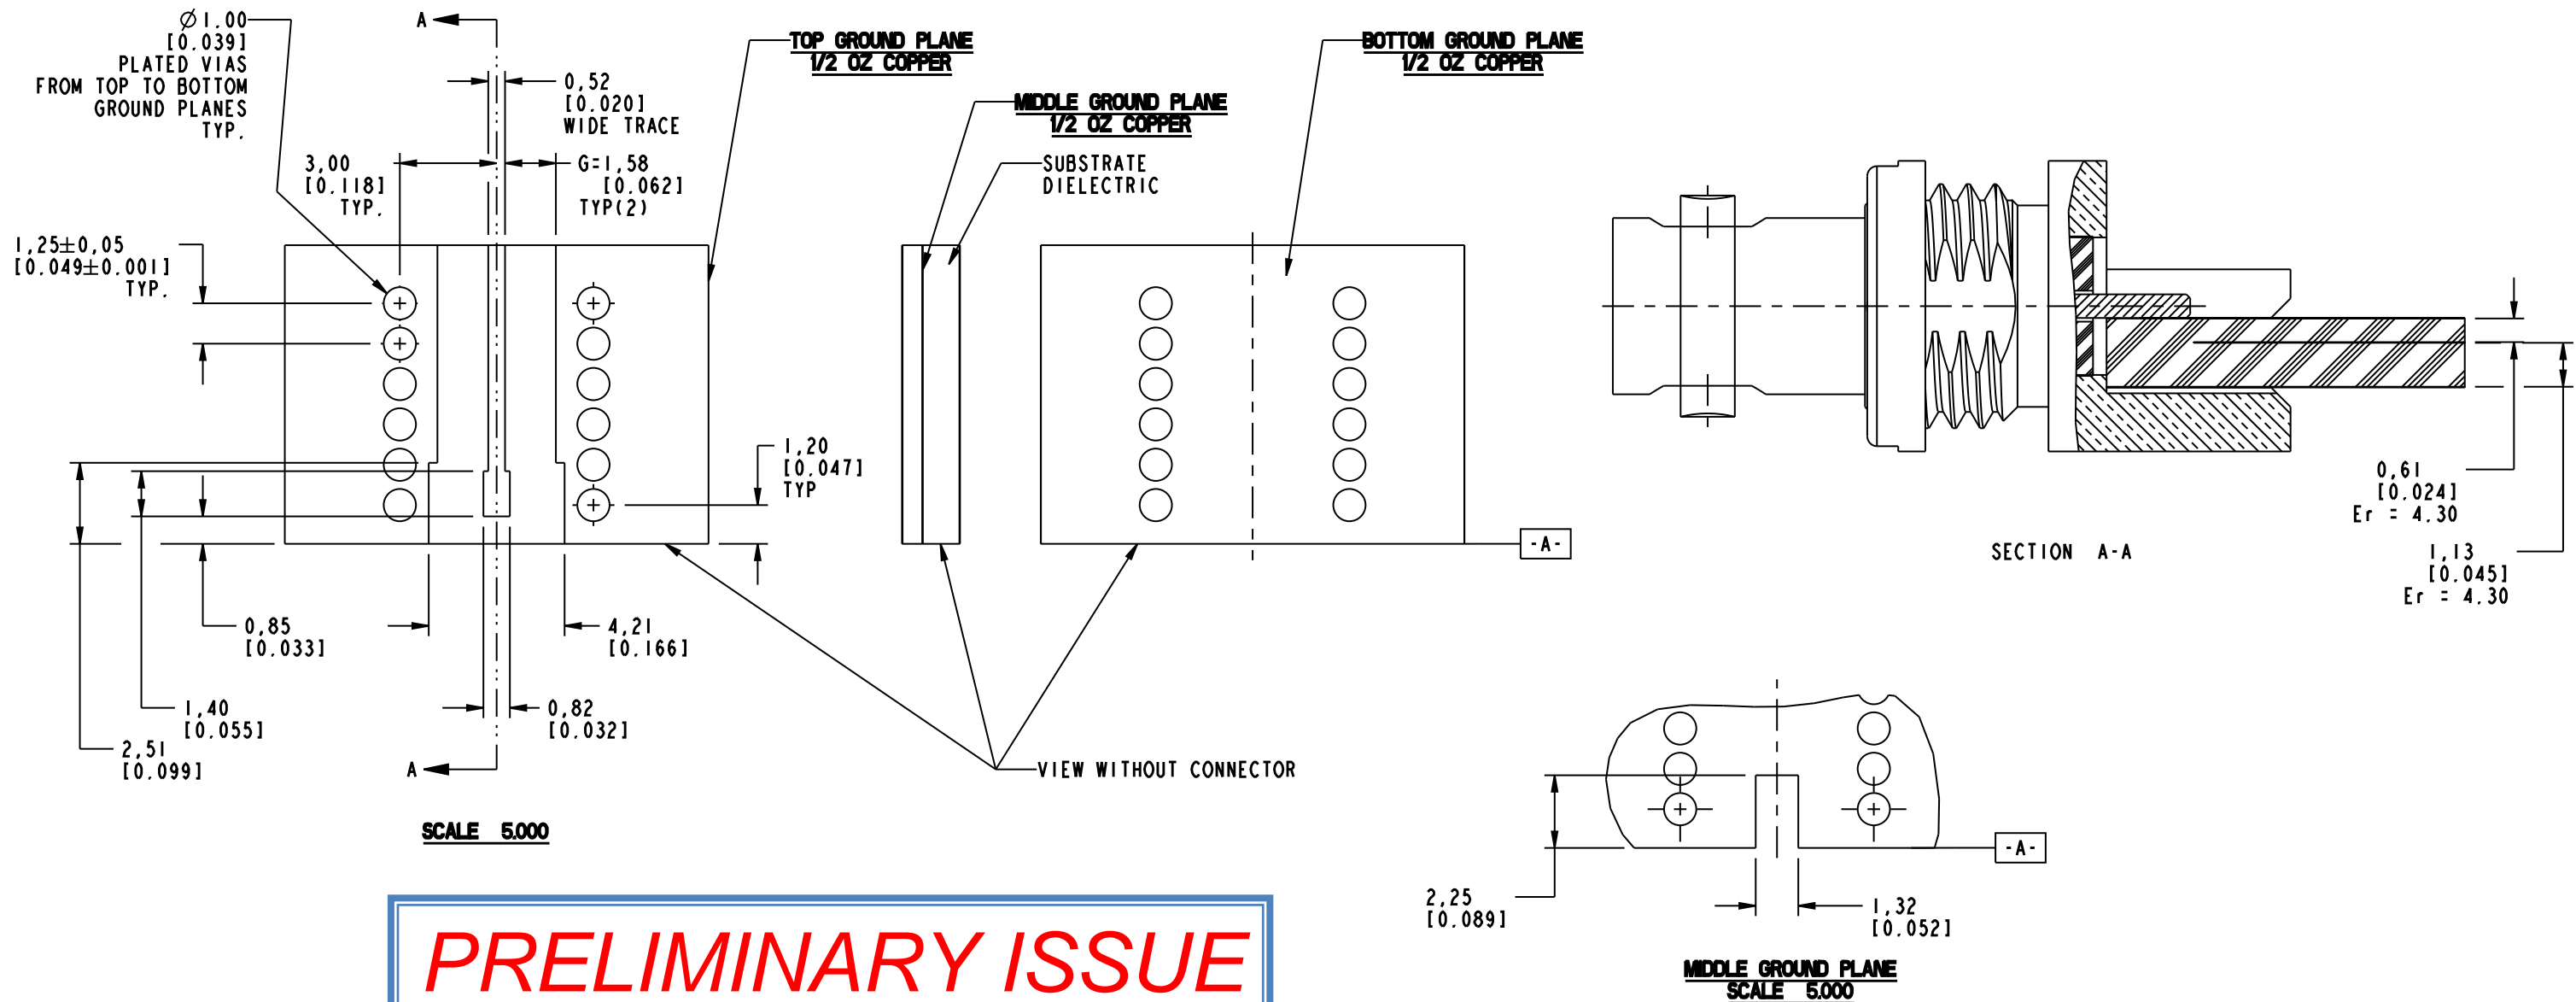 Ø1.00
[0.039]
PLATED VIAS
FROM TOP TO BOTTOM
GROUND PLANES
TYP.
A
0,52
[0.020]
WIDE TRACE
TOP GROUND PLANE
1/2 OZ COPPER
MIDDLE GROUND PLANE
1/2 OZ COPPER
BOTTOM GROUND PLANE
1/2 OZ COPPER
3,00
[0.118]
TYP.
G=1,58
[0.062]
TYP(2)
SUBSTRATE
DIELECTRIC
1,25±0,05
[0.049±0.001]
TYP.
1,20
[0.047]
TYP
0,61
[0.024]
Er = 4.30
-A-
SECTION A-A
1,13
[0.045]
Er = 4.30
0,85
[0.033]
4,21
[0.166]
1,40
[0.055]
0,82
[0.032]
2,51
[0.099]
A
VIEW WITHOUT CONNECTOR
SCALE 5.000
-A-
2,25
[0.089]
1,32
[0.052]
MIDDLE GROUND PLANE
SCALE 5.000
PRELIMINARY ISSUE